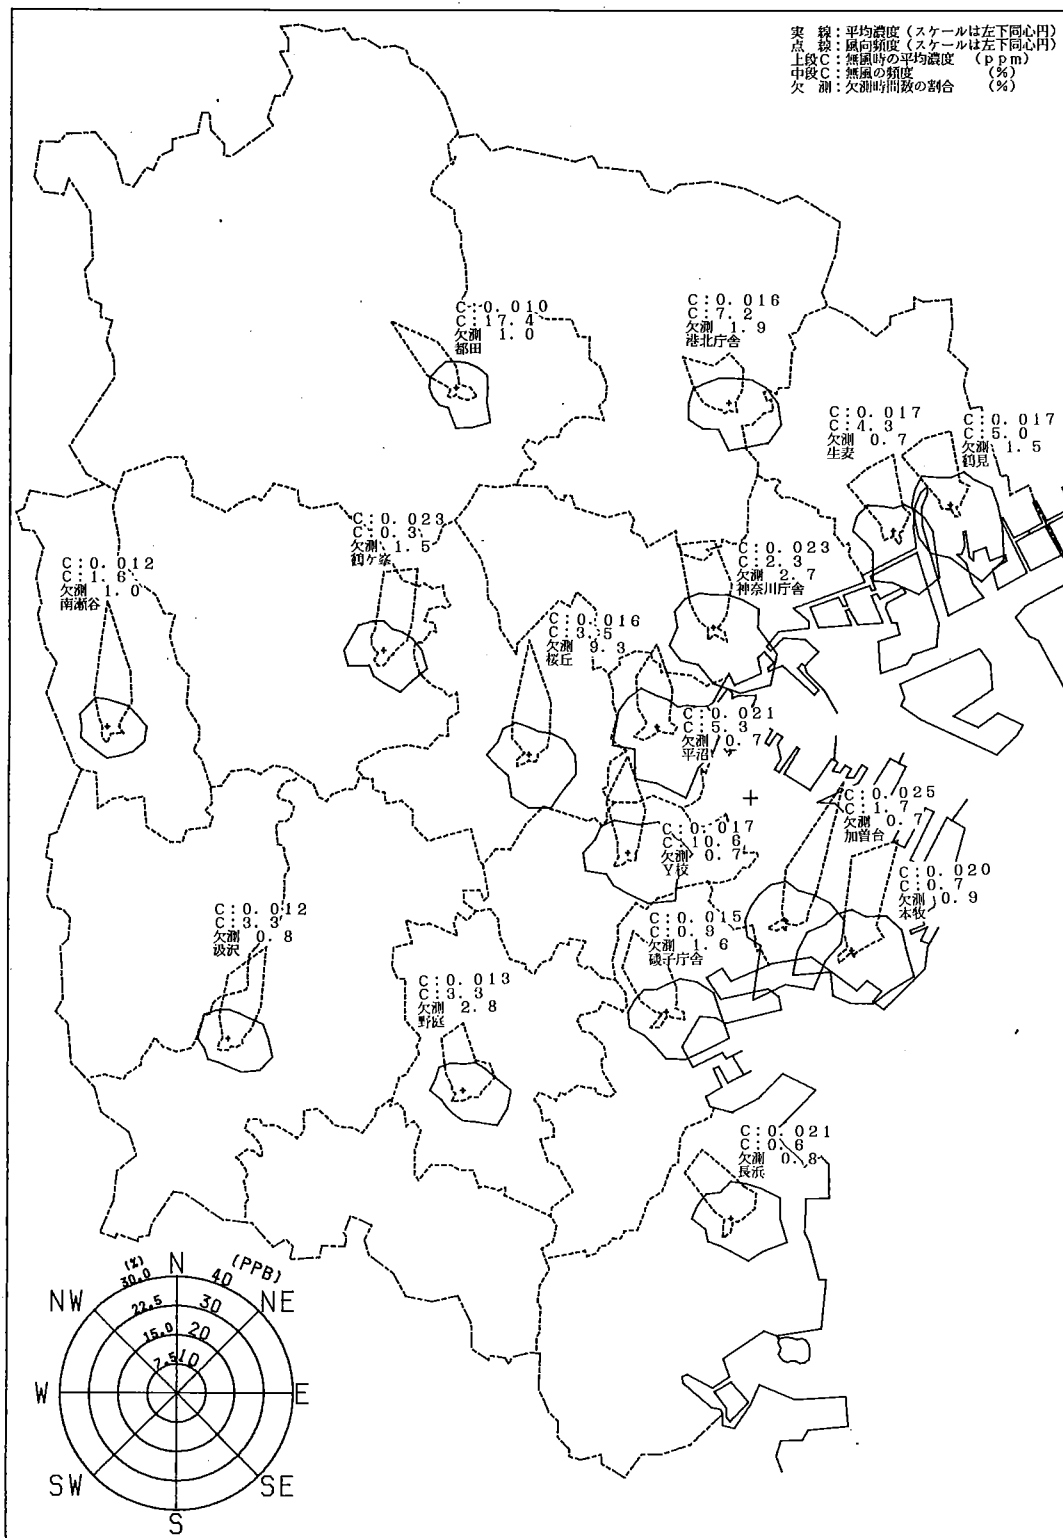 実　線：平均濃度（スケールは左下同心円）
点　線：風向頻度（スケールは左下同心円）
上段C：無風時の平均濃度　（ppm）
中段C：無風の頻度　（%）
欠　測：欠測時間数の割合　（%）
C：0．010
C：17．4
欠測　1．0
都田
C：0．016
C：7．2
欠測　1．9
港北庁舎
C：0．017
C：4．3
欠測　0．7
生麦
C：0．017
C：5．0
欠測　1．5
鶴見
C：0．023
C：0．3
欠測　1．5
鶴ケ峯
C：0．023
C：2．3
欠測　2．7
神奈川庁舎
C：0．012
C：1．6
欠測　1．0
南瀬谷
C：0．016
C：3．5
欠測　9．3
桜丘
C：0．021
C：5．3
欠測　0．7
平沼
C：0．025
C：1．7
欠測　0．7
加曽台
C：0．017
C：10．6
欠測　0．7
Y校
C：0．020
C：0．7
欠測　0．9
本牧
C：0．012
C：3．3
欠測　0．8
汲沢
C：0．015
C：0．9
欠測　1．6
磯子庁舎
C：0．013
C：3．3
欠測　2．8
野庭
C：0．021
C：0．6
欠測　0．8
長浜
(%)
N
(PPB)
30.0
40
NW
NE
22.5
30
15.0
20
7.5
10
W
E
SW
SE
S